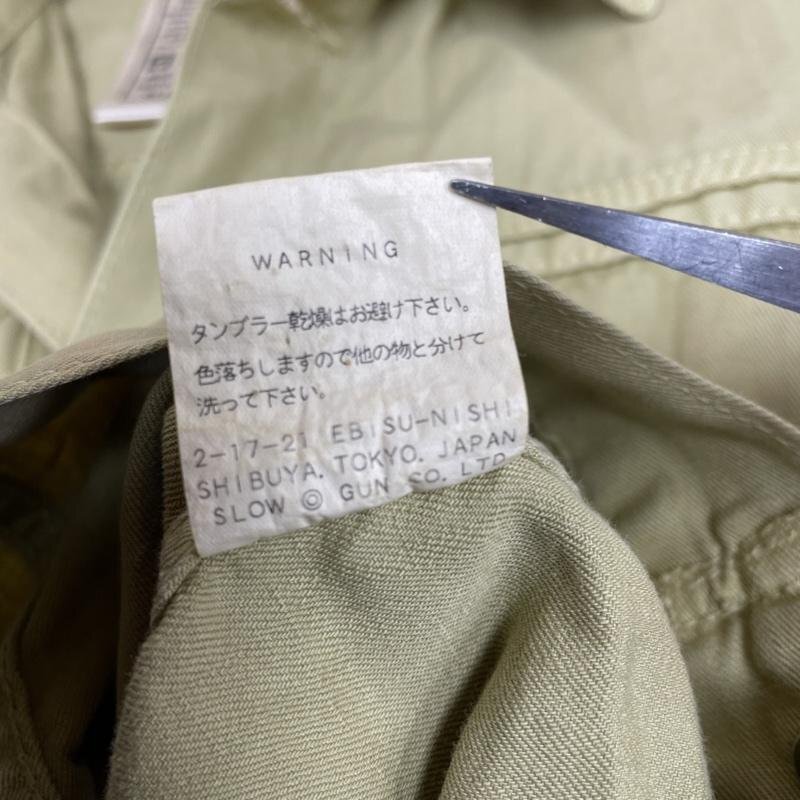 WARNING
タンブラー乾燥はお避け下さい。
色落ちしますので他の物と分けて
洗って下さい。
2-17-21 EBISU-NISHI
SHIBUYA. TOKYO. JAPAN
SLOW © GUN CO. LTD